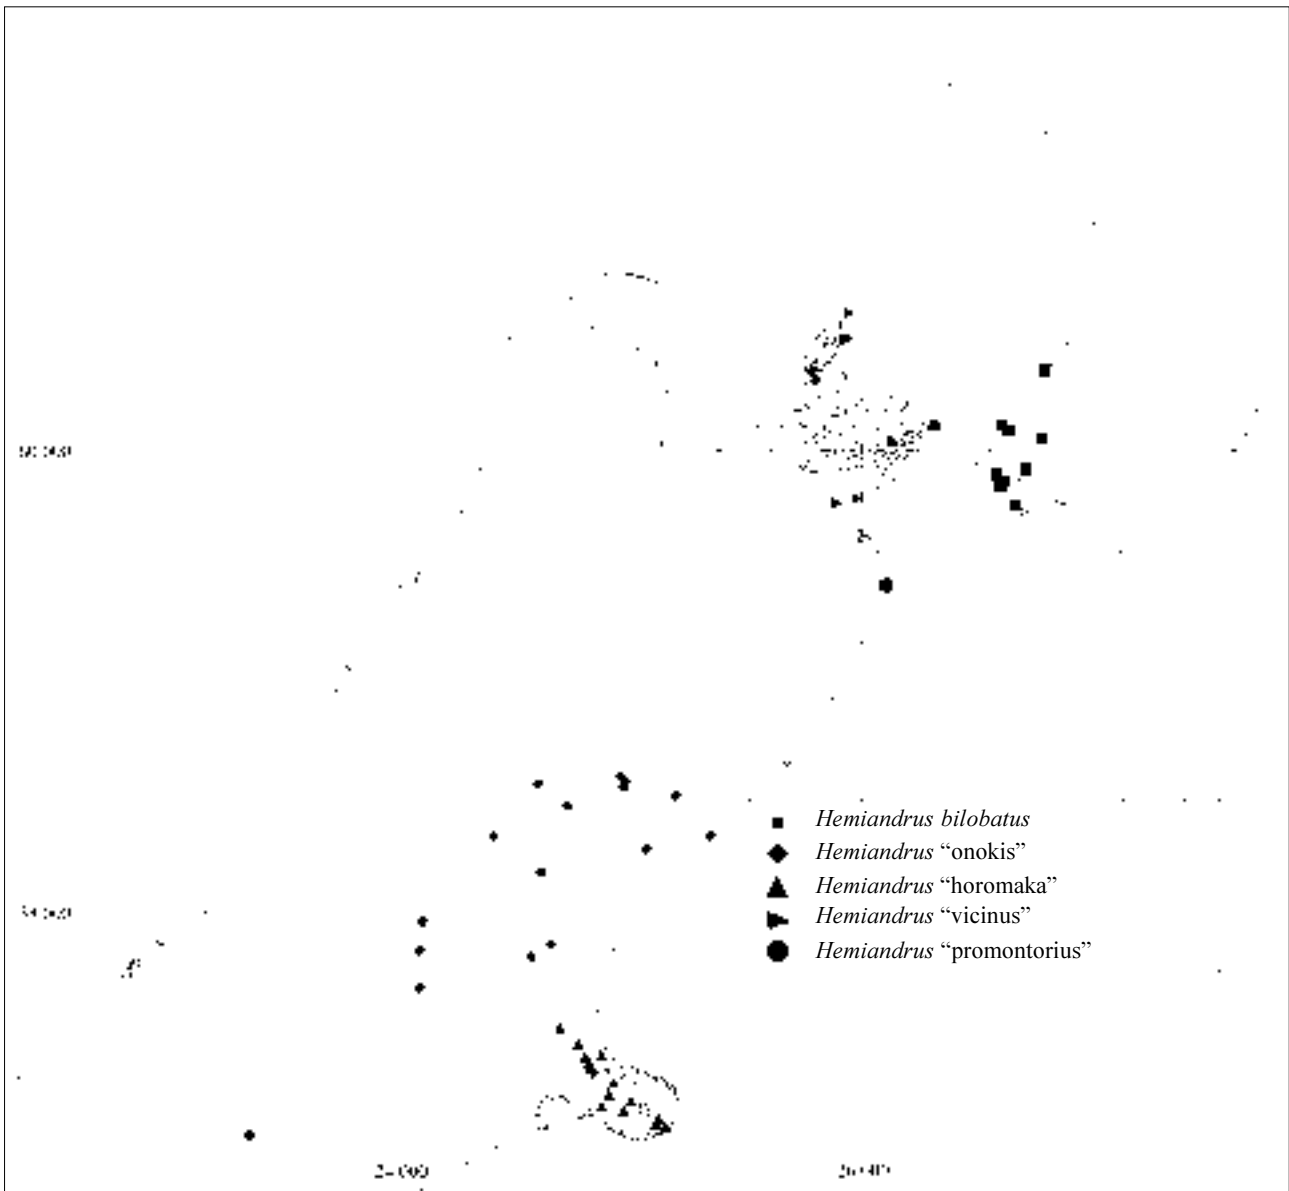 Hemiandrus bilobatus
Hemiandrus “onokis”
Hemiandrus “horomaka”
Hemiandrus “vicinus”
Hemiandrus “promontorius”